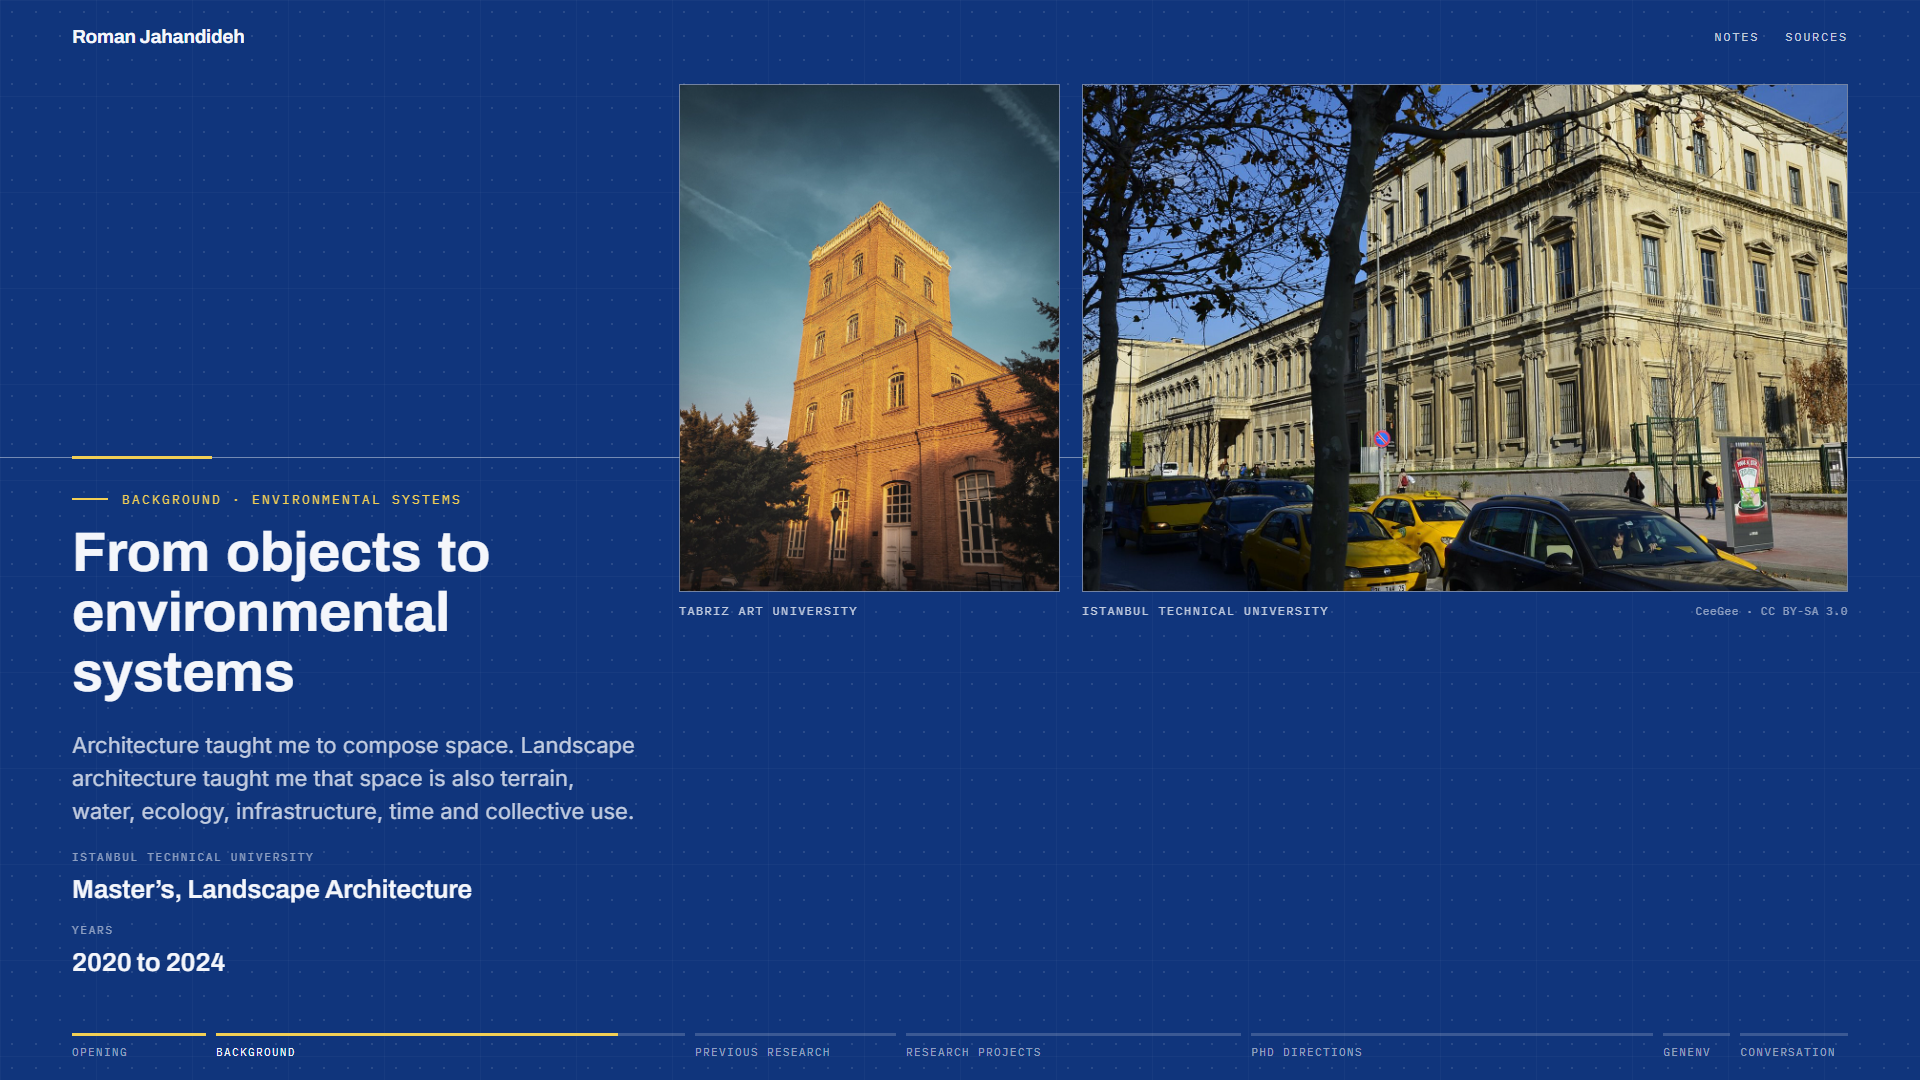 Roman Jahandideh
NOTES
SOURCES
BACKGROUND · ENVIRONMENTAL SYSTEMS
From objects to
environmental
systems
Architecture taught me to compose space. Landscape
architecture taught me that space is also terrain,
water, ecology, infrastructure, time and collective use.
ISTANBUL TECHNICAL UNIVERSITY
Master’s, Landscape Architecture
YEARS
2020 to 2024
TABRIZ ART UNIVERSITY
ISTANBUL TECHNICAL UNIVERSITY
CeeGee · CC BY-SA 3.0
OPENING
BACKGROUND
PREVIOUS RESEARCH
RESEARCH PROJECTS
PHD DIRECTIONS
GENENV
CONVERSATION